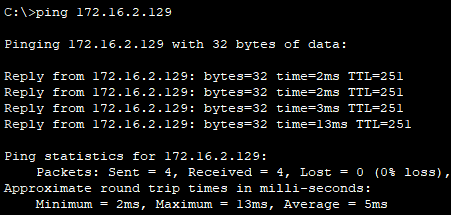 C:\>ping 172.16.2.129
Pinging 172.16.2.129 with 32 bytes of data:
Reply from 172.16.2.129: bytes=32 time=2ms TTL=251
Reply from 172.16.2.129: bytes=32 time=2ms TTL=251
Reply from 172.16.2.129: bytes=32 time=3ms TTL=251
Reply from 172.16.2.129: bytes=32 time=13ms TTL=251
Ping statistics for 172.16.2.129:
Packets: Sent = 4, Received = 4, Lost = 0 (0% loss),
Approximate round trip times in milli-seconds:
Minimum = 2ms, Maximum = 13ms, Average = 5ms